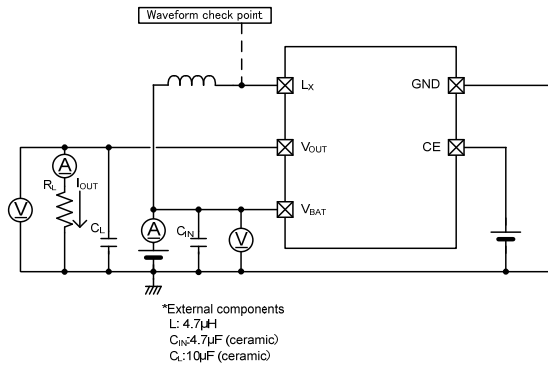 Waveform check point
Lx
GND
VOUT
CE
A
RL
IOUT
V
CL
VBAT
A
CIN
V
*External components
L: 4.7μH
CIN:4.7μF (ceramic)
CL:10μF (ceramic)